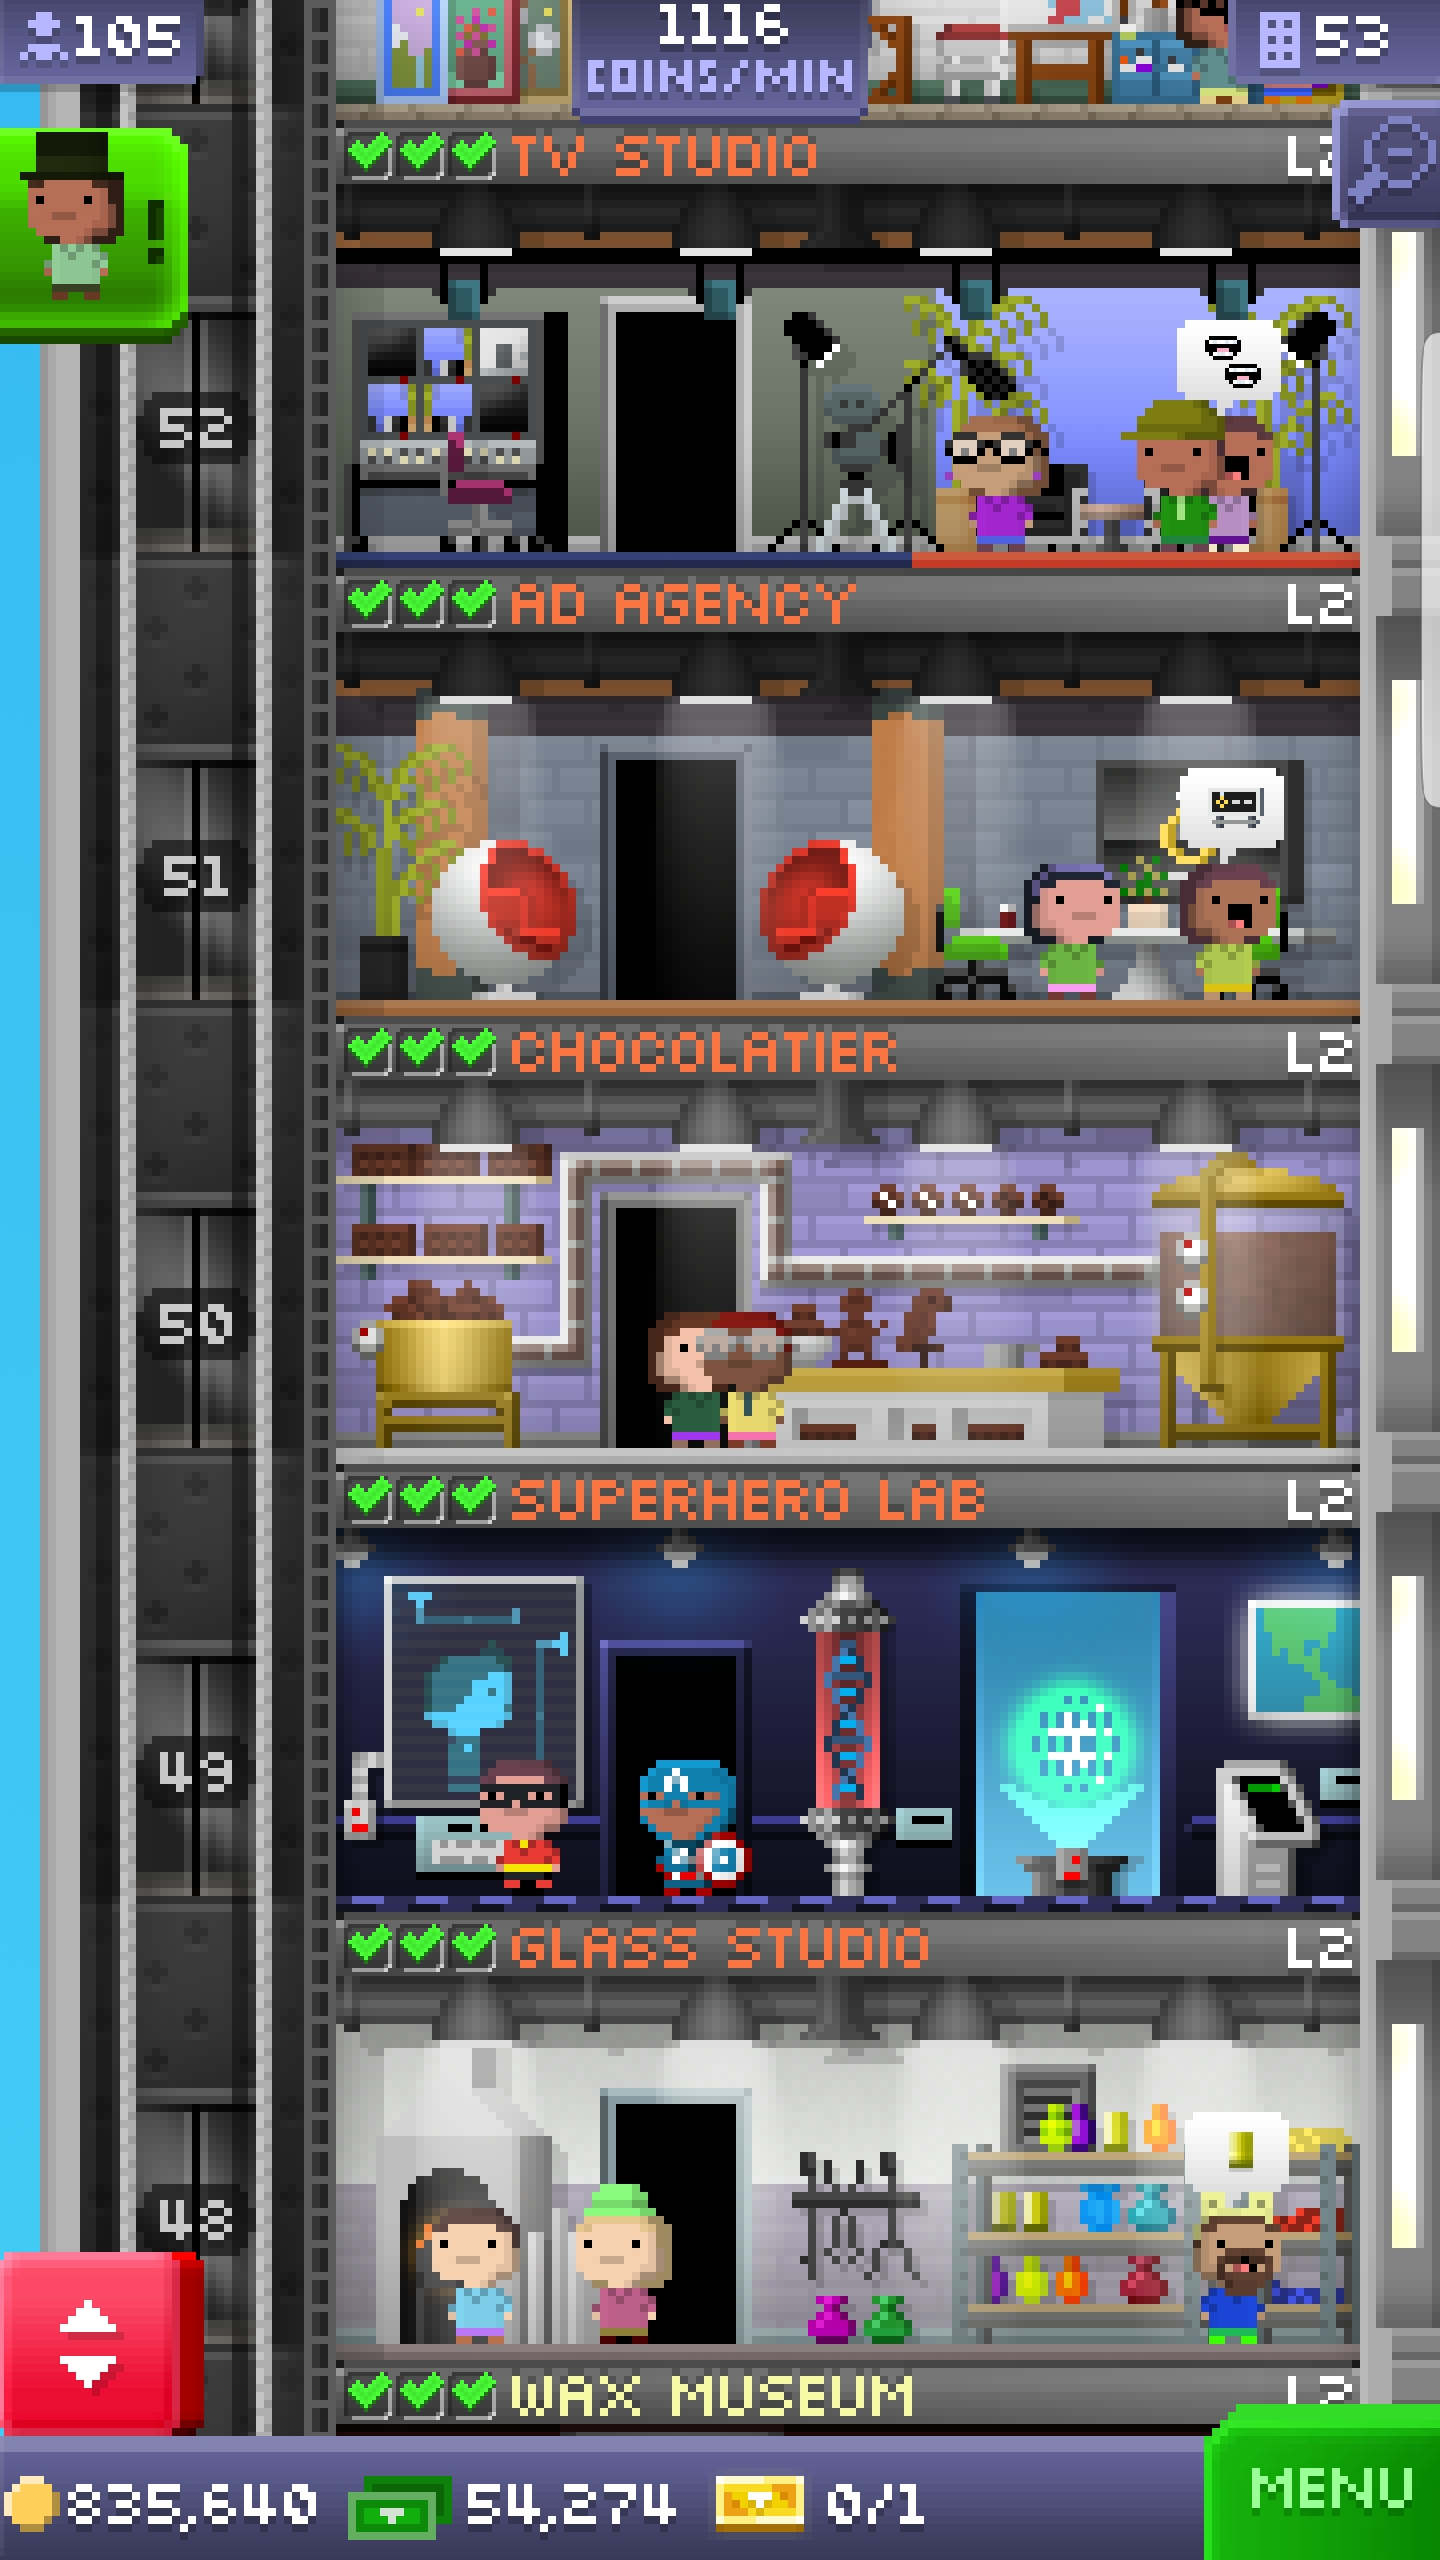 105
1116
COINS/MIN
53
TV STUDIO
52
AD AGENCY L2
51
CHOCOLATIER L2
50
SUPERHERO LAB L2
49
GLASS STUDIO L2
48
WAX MUSEUM L2
835,640 54,274 0/1 MENU